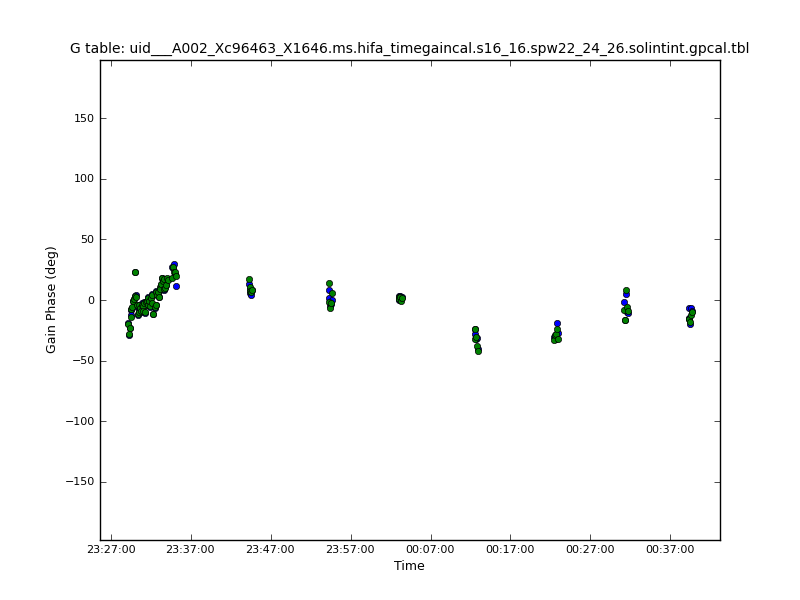 G table: uid___A002_Xc96463_X1646.ms.hifa_timegaincal.s16_16.spw22_24_26.solintint.gpcal.tbl
Gain Phase (deg)
150
100
50
0
−50
−100
−150
23:27:00 23:37:00 23:47:00 23:57:00 00:07:00 00:17:00 00:27:00 00:37:00
Time